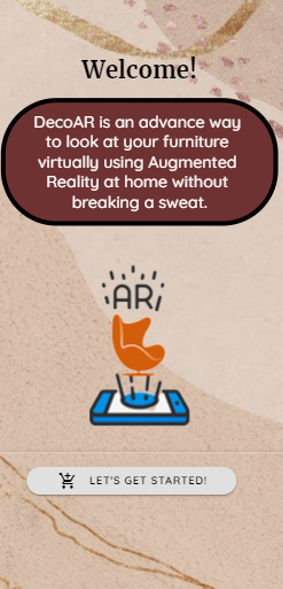 Welcome!
DecoAR is an advance way
to look at your furniture
virtually using Augmented
Reality at home without
breaking a sweat.
AR
LET'S GET STARTED!